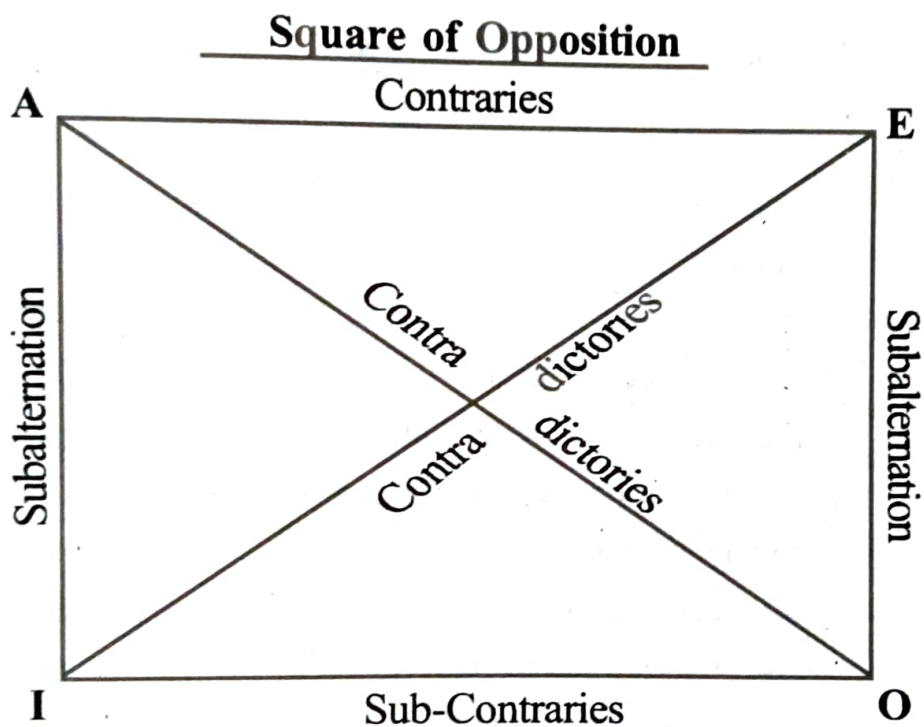 Square of Opposition
Contraries
A
E
Subalternation
Contra
dictories
Contra
dictories
Subalternation
I
Sub-Contraries
O